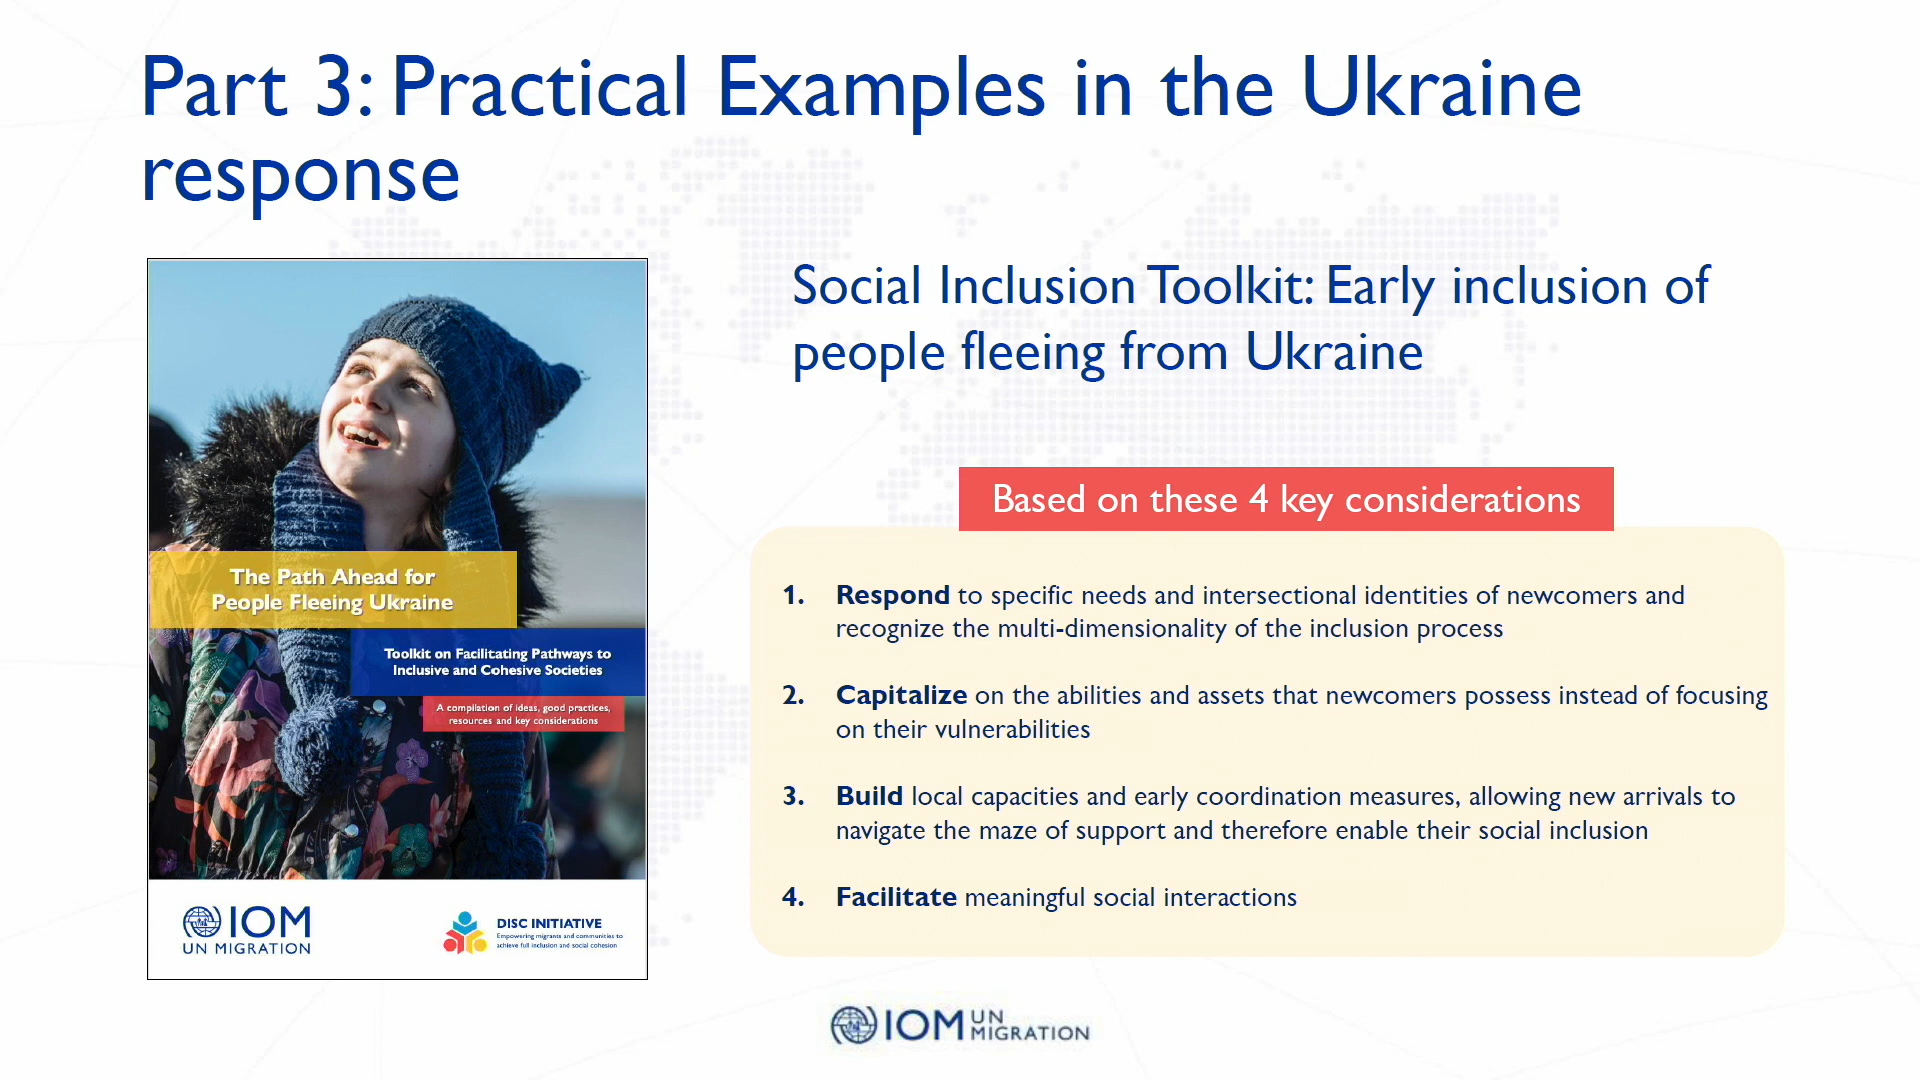 Part 3: Practical Examples in the Ukraine
response
Social Inclusion Toolkit: Early inclusion of
people fleeing from Ukraine
The Path Ahead for
People Fleeing Ukraine
Toolkit on Facilitating Pathways to
Inclusive and Cohesive Societies
A compilation of ideas, good practices,
resources and key considerations
IOM
UN MIGRATION
DISC INITIATIVE
Empowering migrants and communities to
achieve full inclusion and social cohesion
Based on these 4 key considerations
1. Respond to specific needs and intersectional identities of newcomers and
recognize the multi-dimensionality of the inclusion process
2. Capitalize on the abilities and assets that newcomers possess instead of focusing
on their vulnerabilities
3. Build local capacities and early coordination measures, allowing new arrivals to
navigate the maze of support and therefore enable their social inclusion
4. Facilitate meaningful social interactions
IOM UN
MIGRATION